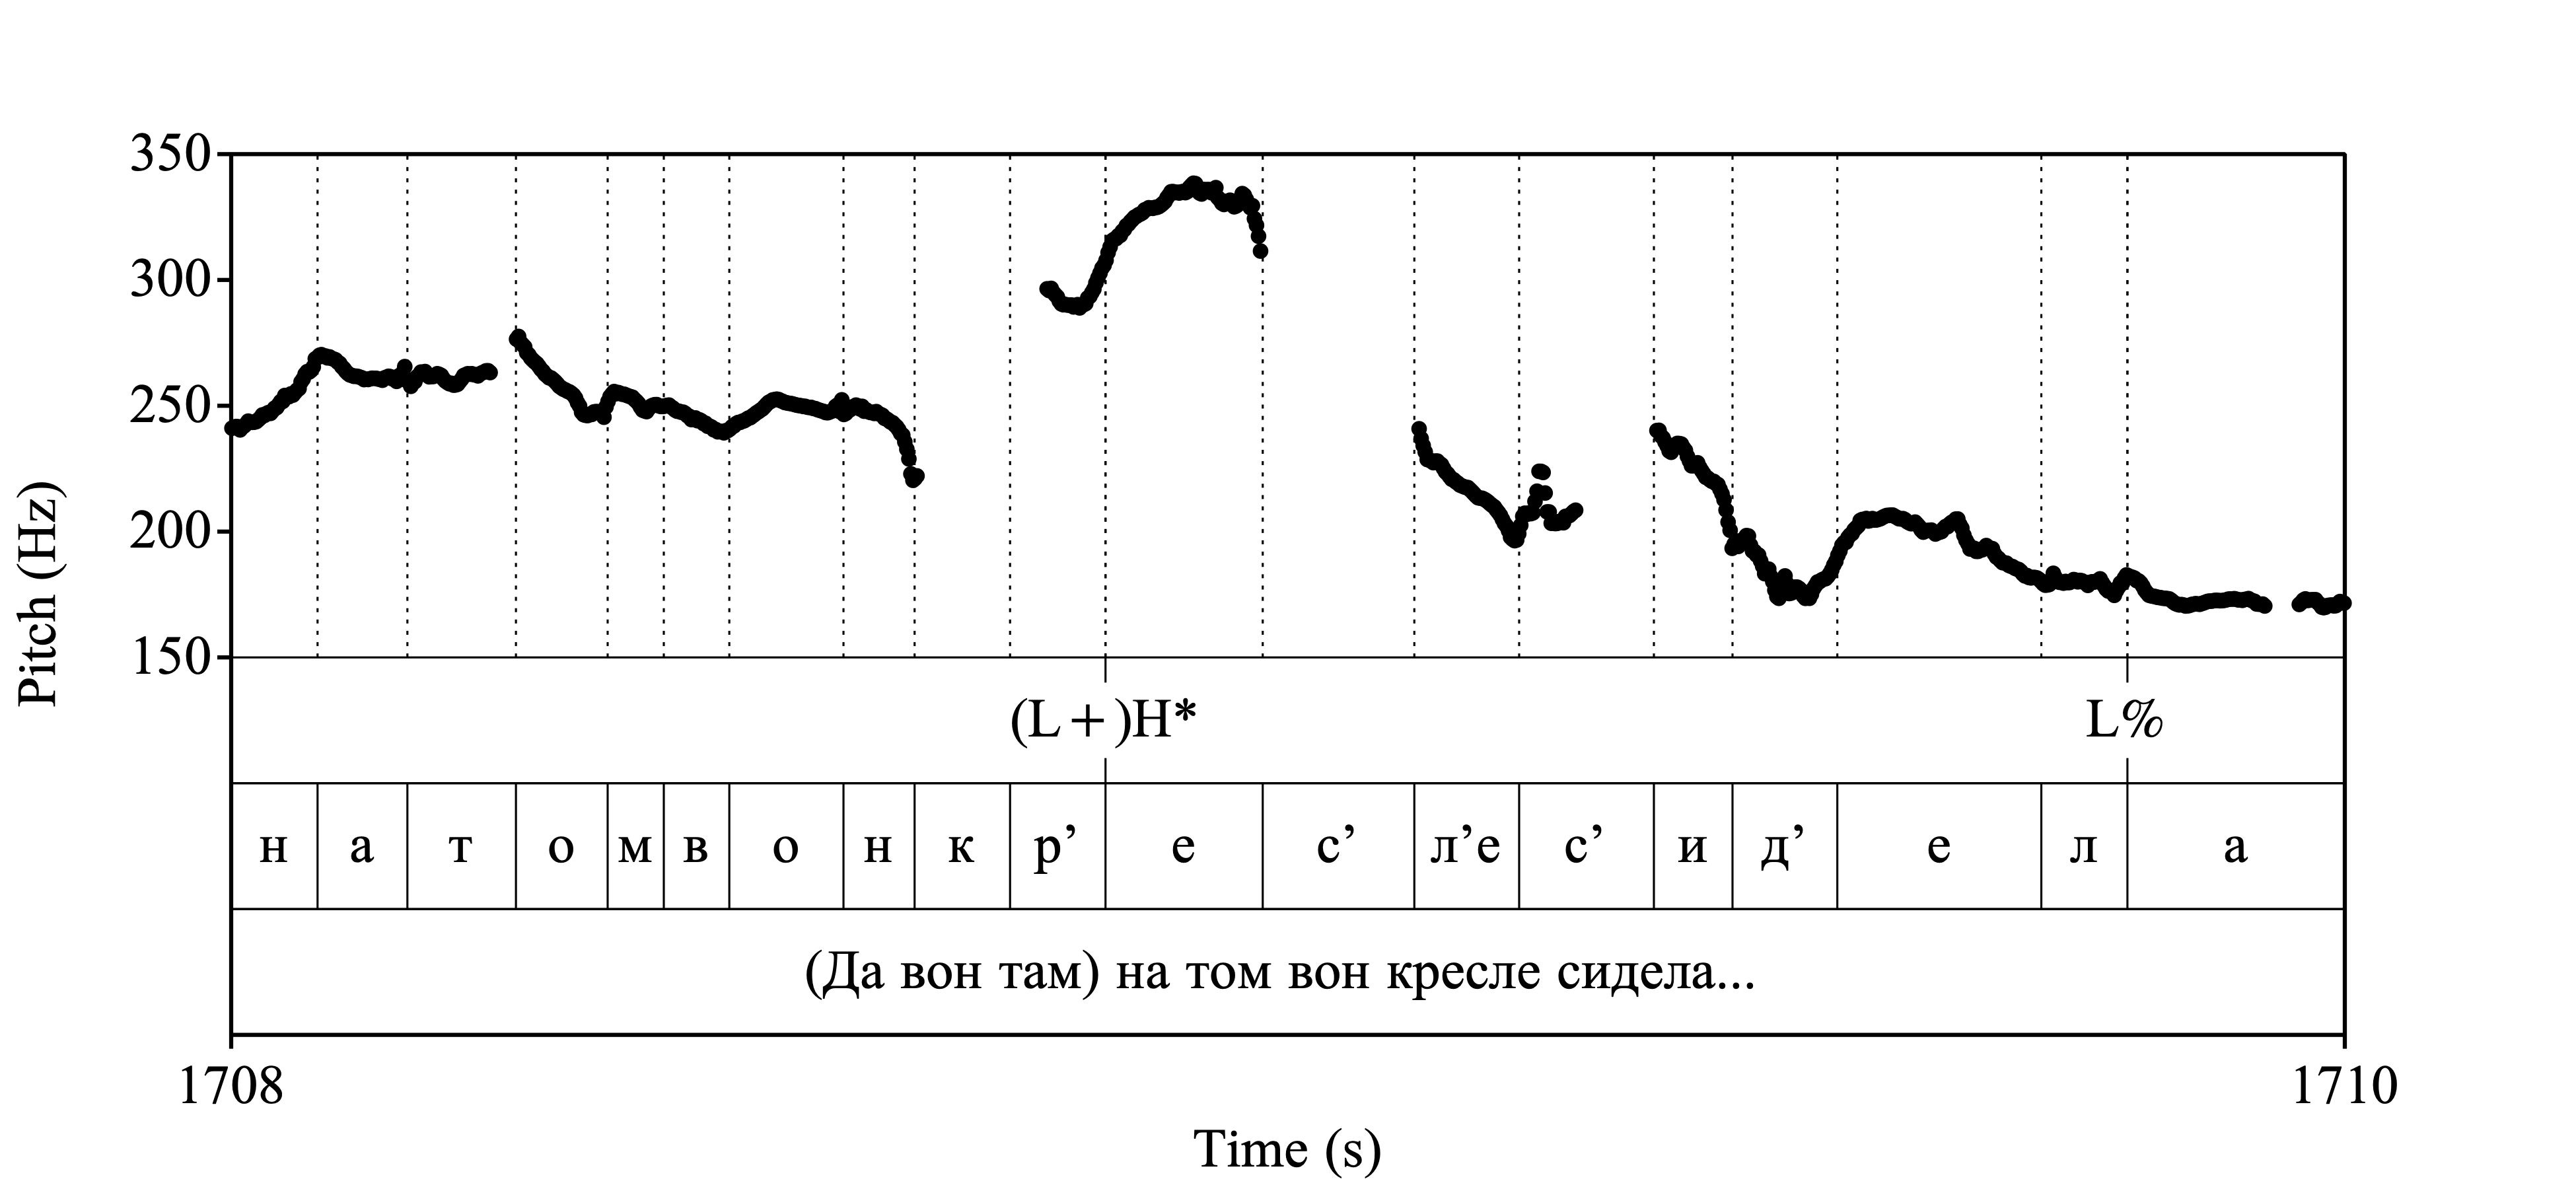 350
300
250
200
150
Pitch (Hz)
(L+)H* L%
н а т о м в о н к р’ е с’ л’е с’ и д’ е л а
(Да вон там) на том вон кресле сидела...
1708 1710
Time (s)